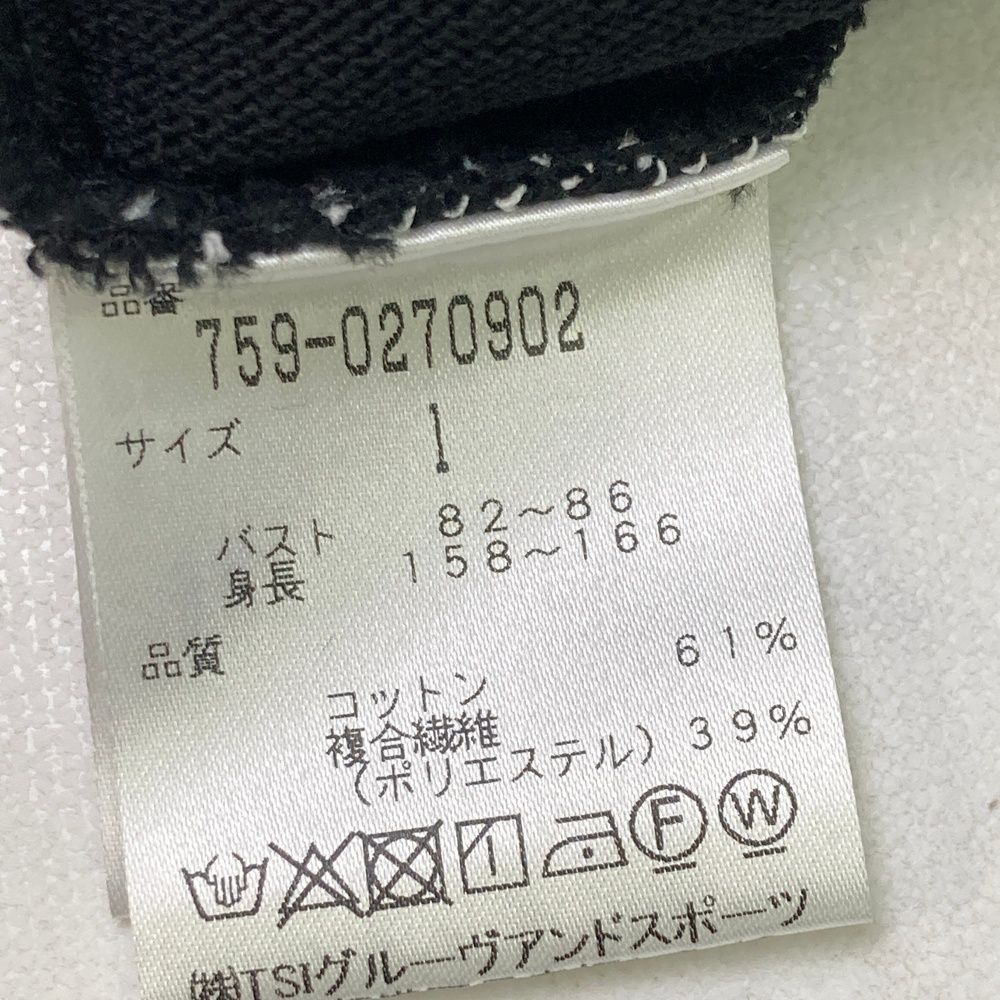 品番
759-0270902
サイズ 1
バスト 82～86
身長 158～166
品質
コットン 61%
複合繊維
(ポリエステル) 39%
F W
㈱TSIグルーヴアンドスポーツ